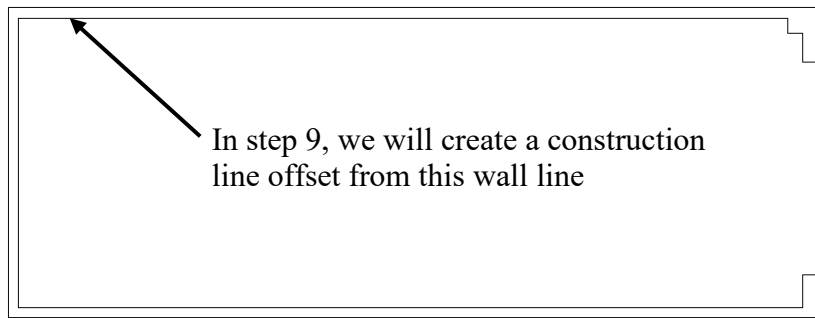 In step 9, we will create a construction
line offset from this wall line